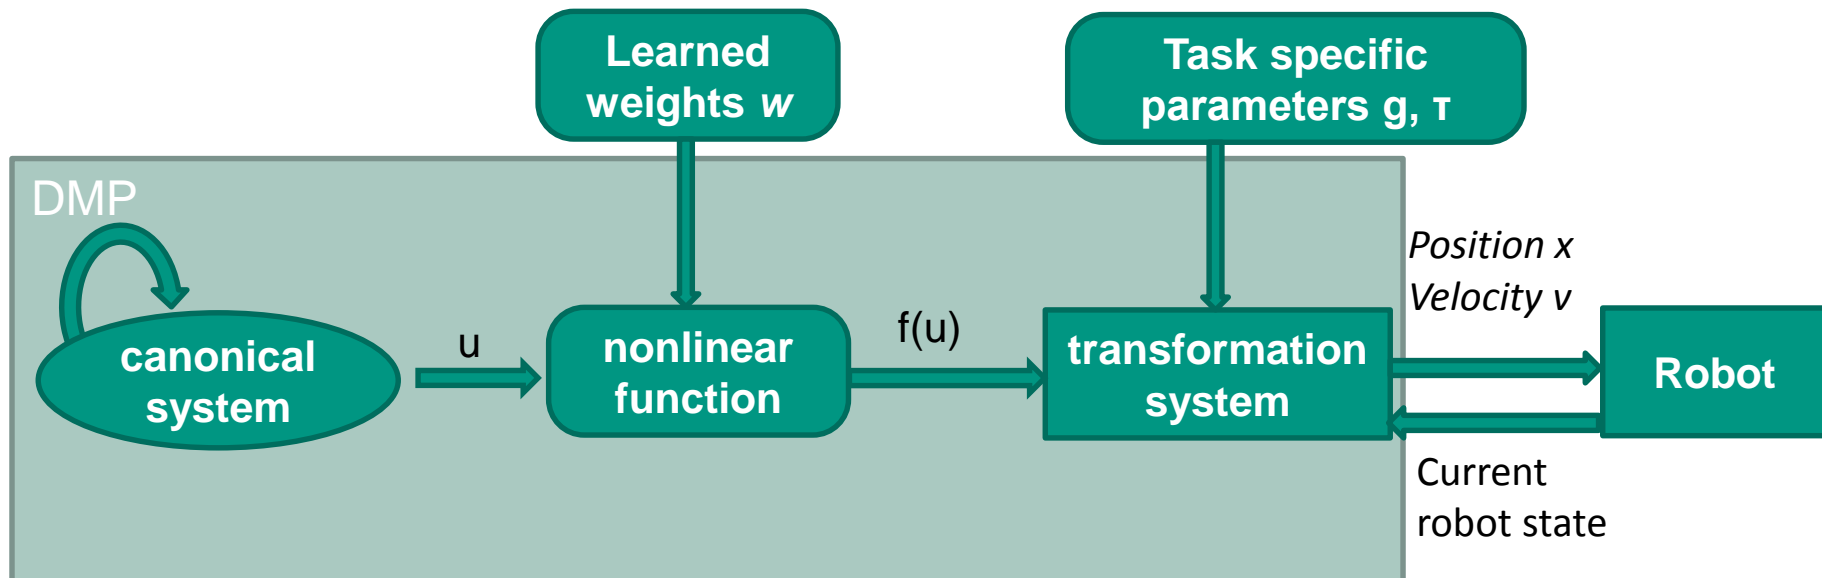 Learned
weights w
Task specific
parameters g, τ
DMP
Position x
Velocity v
canonical
system
u
nonlinear
function
f(u)
transformation
system
Robot
Current
robot state